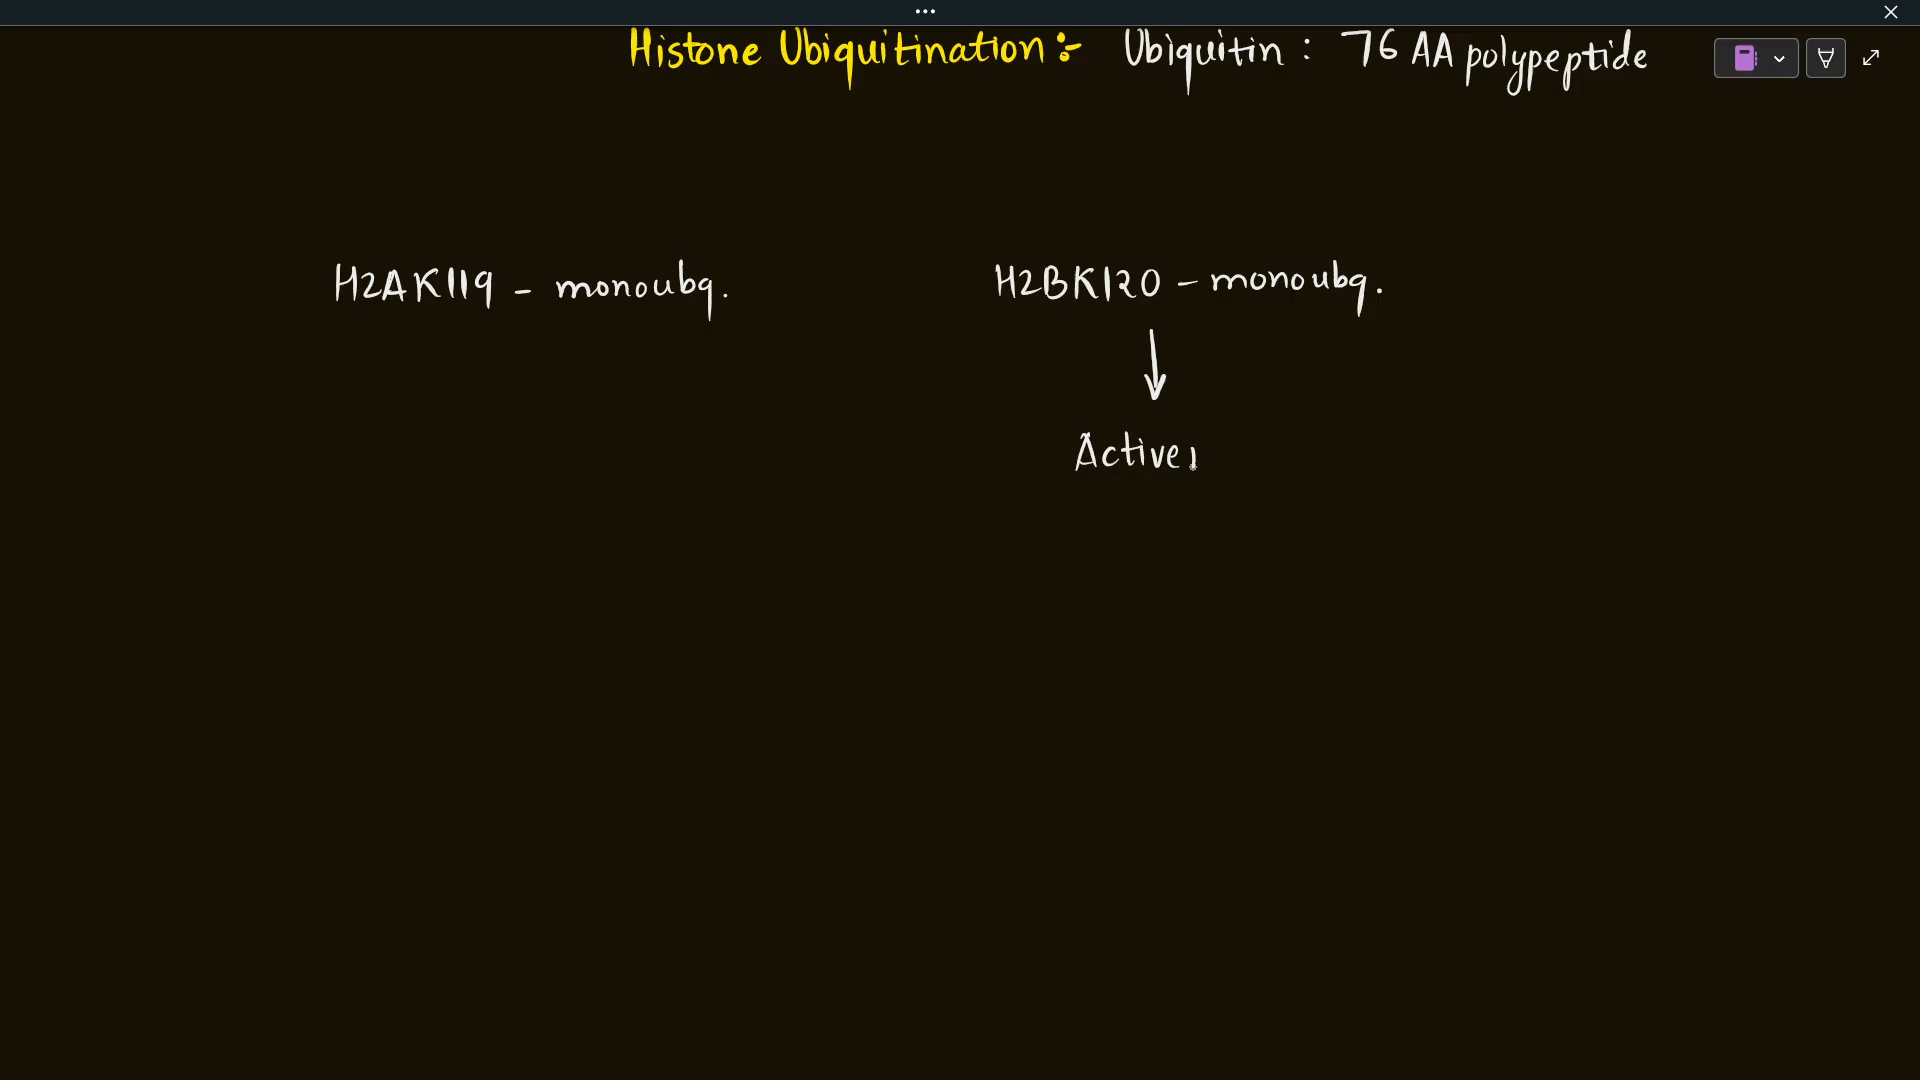 Histone Ubiquitination :- Ubiquitin : 76 AA polypeptide
H2AK119 - monoubq.
H2BK120 - monoubq.
Active